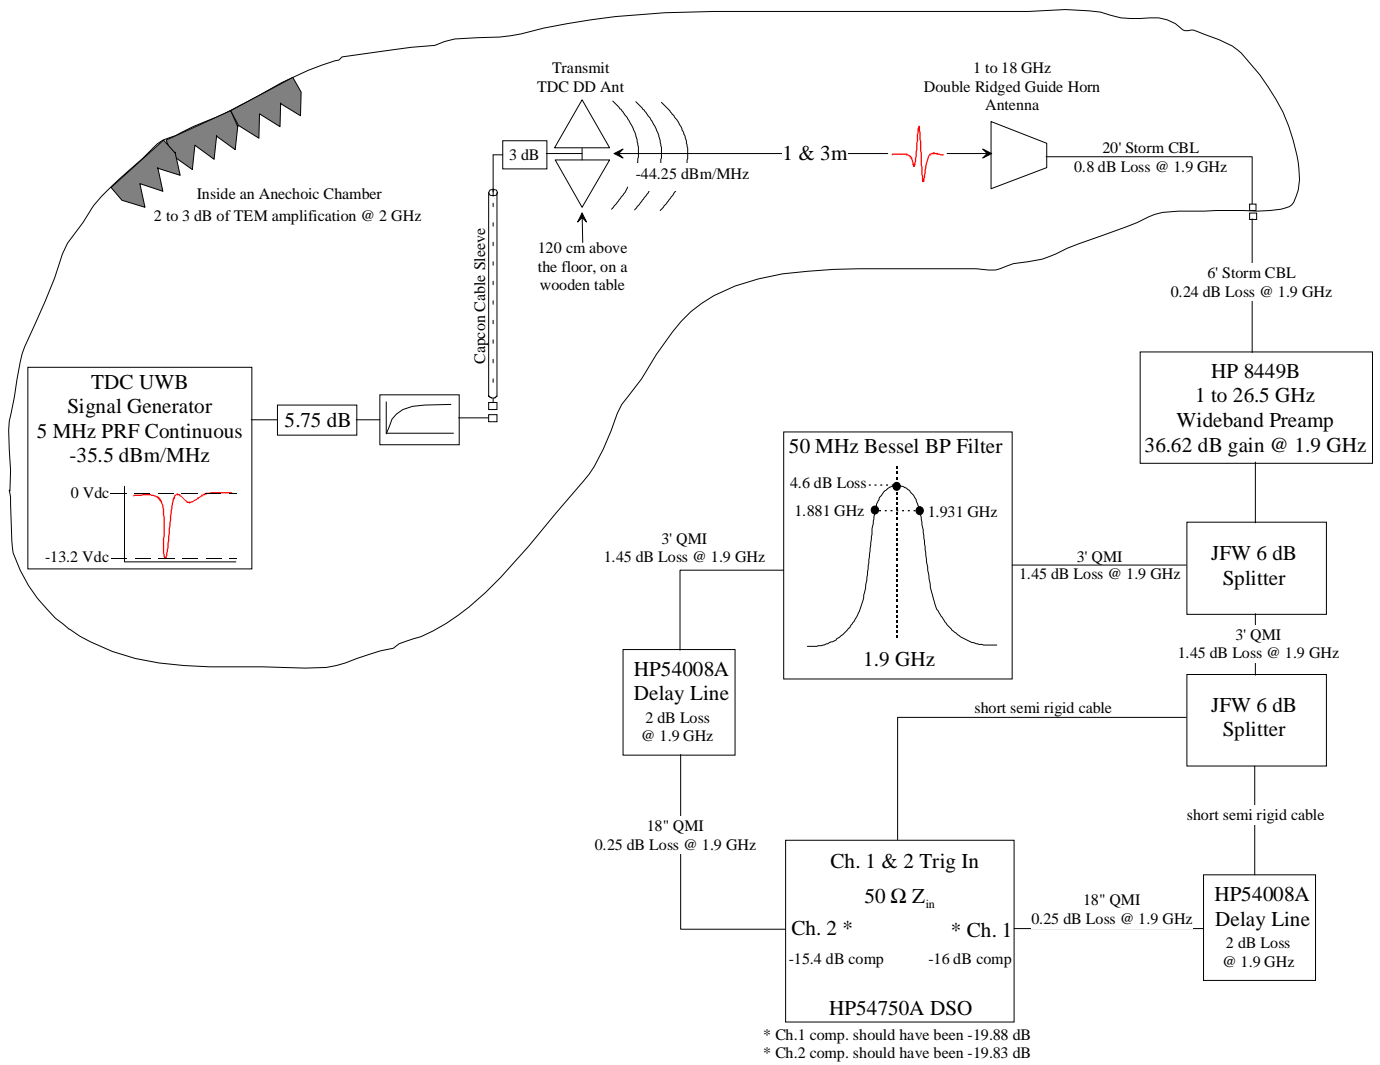 Transmit
TDC DD Ant
1 to 18 GHz
Double Ridged Guide Horn
Antenna
3 dB
1 & 3m
-44.25 dBm/MHz
20' Storm CBL
0.8 dB Loss @ 1.9 GHz
Inside an Anechoic Chamber
2 to 3 dB of TEM amplification @ 2 GHz
120 cm above
the floor, on a
wooden table
Capcon Cable Sleeve
6' Storm CBL
0.24 dB Loss @ 1.9 GHz
TDC UWB
Signal Generator
5 MHz PRF Continuous
-35.5 dBm/MHz
0 Vdc
-13.2 Vdc
5.75 dB
HP 8449B
1 to 26.5 GHz
Wideband Preamp
36.62 dB gain @ 1.9 GHz
50 MHz Bessel BP Filter
4.6 dB Loss
1.881 GHz
1.931 GHz
1.9 GHz
3' QMI
1.45 dB Loss @ 1.9 GHz
3' QMI
1.45 dB Loss @ 1.9 GHz
JFW 6 dB
Splitter
3' QMI
1.45 dB Loss @ 1.9 GHz
HP54008A
Delay Line
2 dB Loss
@ 1.9 GHz
JFW 6 dB
Splitter
short semi rigid cable
short semi rigid cable
18" QMI
0.25 dB Loss @ 1.9 GHz
Ch. 1 & 2 Trig In
50 Ω Zin
Ch. 2 *
* Ch. 1
-15.4 dB comp
-16 dB comp
HP54750A DSO
18" QMI
0.25 dB Loss @ 1.9 GHz
HP54008A
Delay Line
2 dB Loss
@ 1.9 GHz
* Ch.1 comp. should have been -19.88 dB
* Ch.2 comp. should have been -19.83 dB